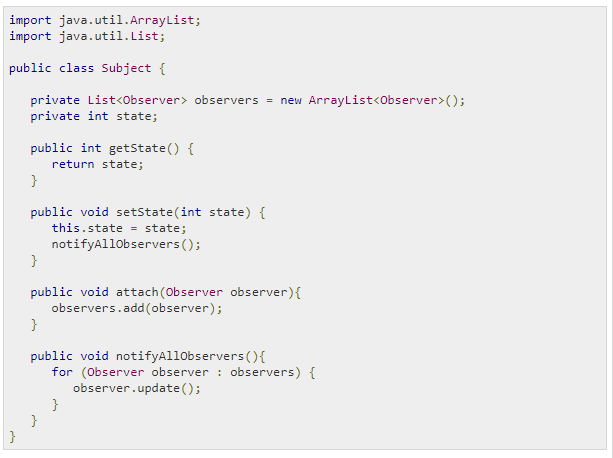 import java.util.ArrayList;
import java.util.List;
public class Subject {
private List<Observer> observers = new ArrayList<Observer>();
private int state;
public int getState() {
return state;
}
public void setState(int state) {
this.state = state;
notifyAllObservers();
}
public void attach(Observer observer){
observers.add(observer);
}
public void notifyAllObservers(){
for (Observer observer : observers) {
observer.update();
}
}
}